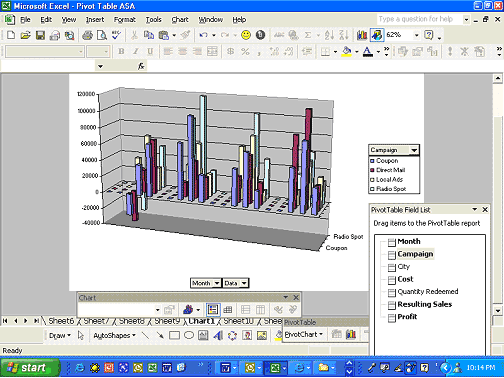 Microsoft Excel - Pivot Table A5A
File Edit View Insert Format Tools Chart Window Help
Type a question for help
62%
120000
100000
80000
60000
40000
20000
0
-20000
-40000
Radio Spot
Coupon
Month Data
Campaign
Coupon
Direct Mail
Local Ads
Radio Spot
PivotTable Field List
Drag items to the PivotTable report
Month
Campaign
City
Cost
Quantity Redeemed
Resulting Sales
Profit
Chart
Sheet6 Sheet7 Sheet8 Sheet9 Chart1 Sheet10 Shee
PivotTable
Draw AutoShapes
PivotChart
Ready
start
10:14 PM